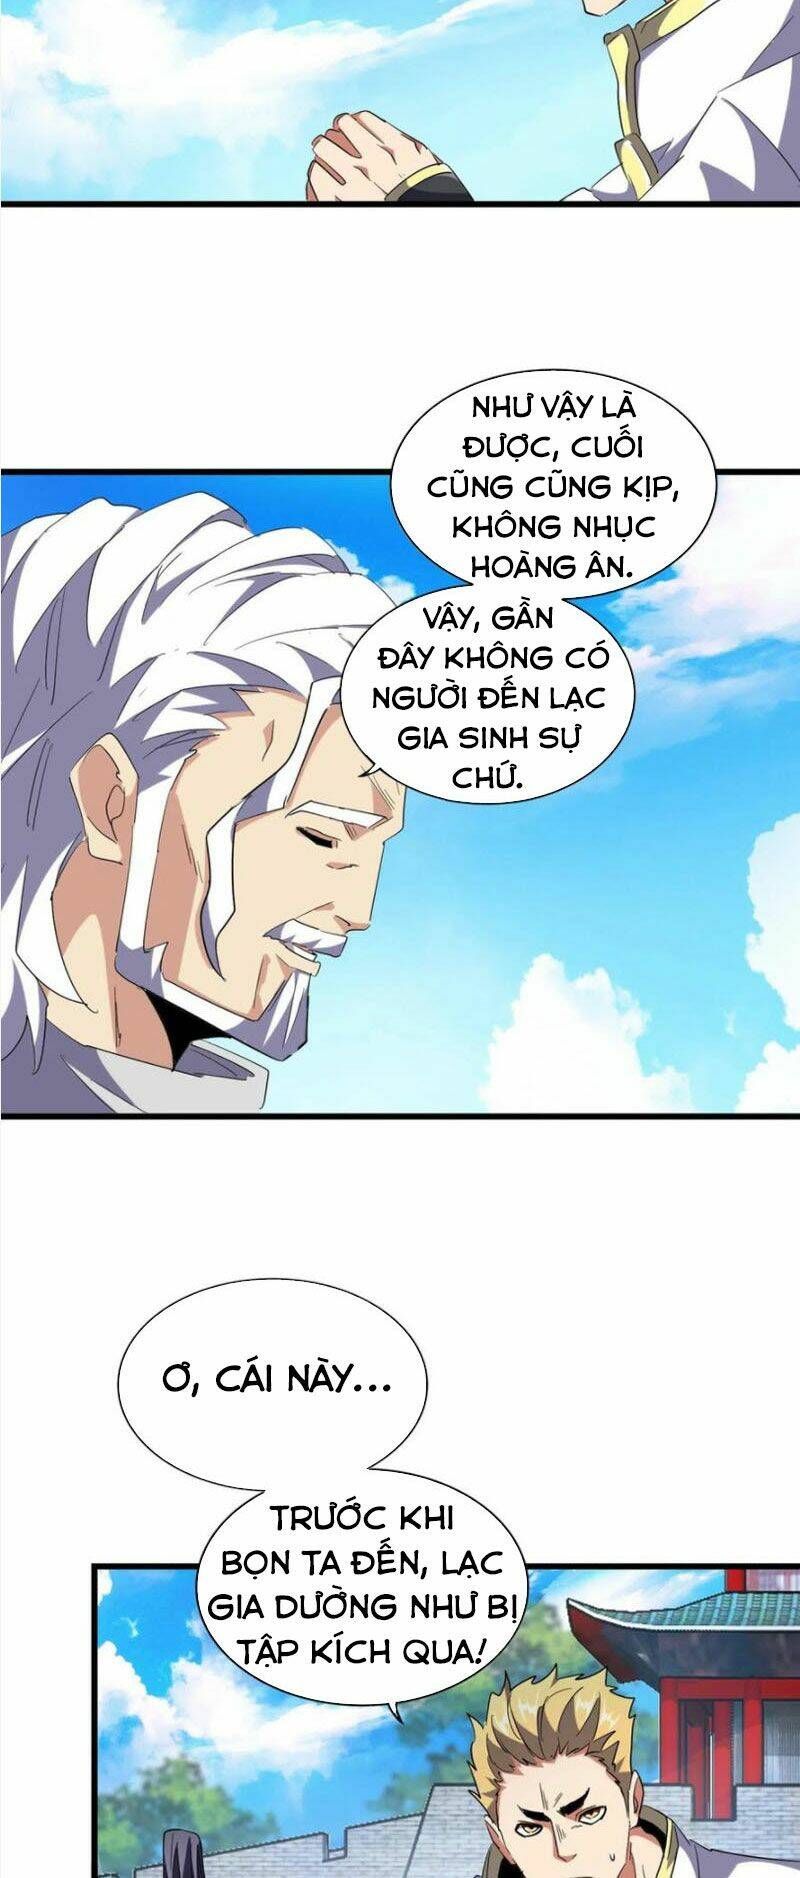 NHƯ VẬY LÀ
ĐƯỢC, CUỐI
CŨNG CŨNG KỊP,
KHÔNG NHỤC
HOÀNG ÂN.
VẬY, GẦN
ĐÂY KHÔNG CÓ
NGƯỜI ĐẾN LẠC
GIA SINH SỰ
CHỨ.
Ơ, CÁI NÀY...
TRƯỚC KHI
BỌN TA ĐẾN, LẠC
GIA DƯỜNG NHƯ BỊ
TẬP KÍCH QUA!